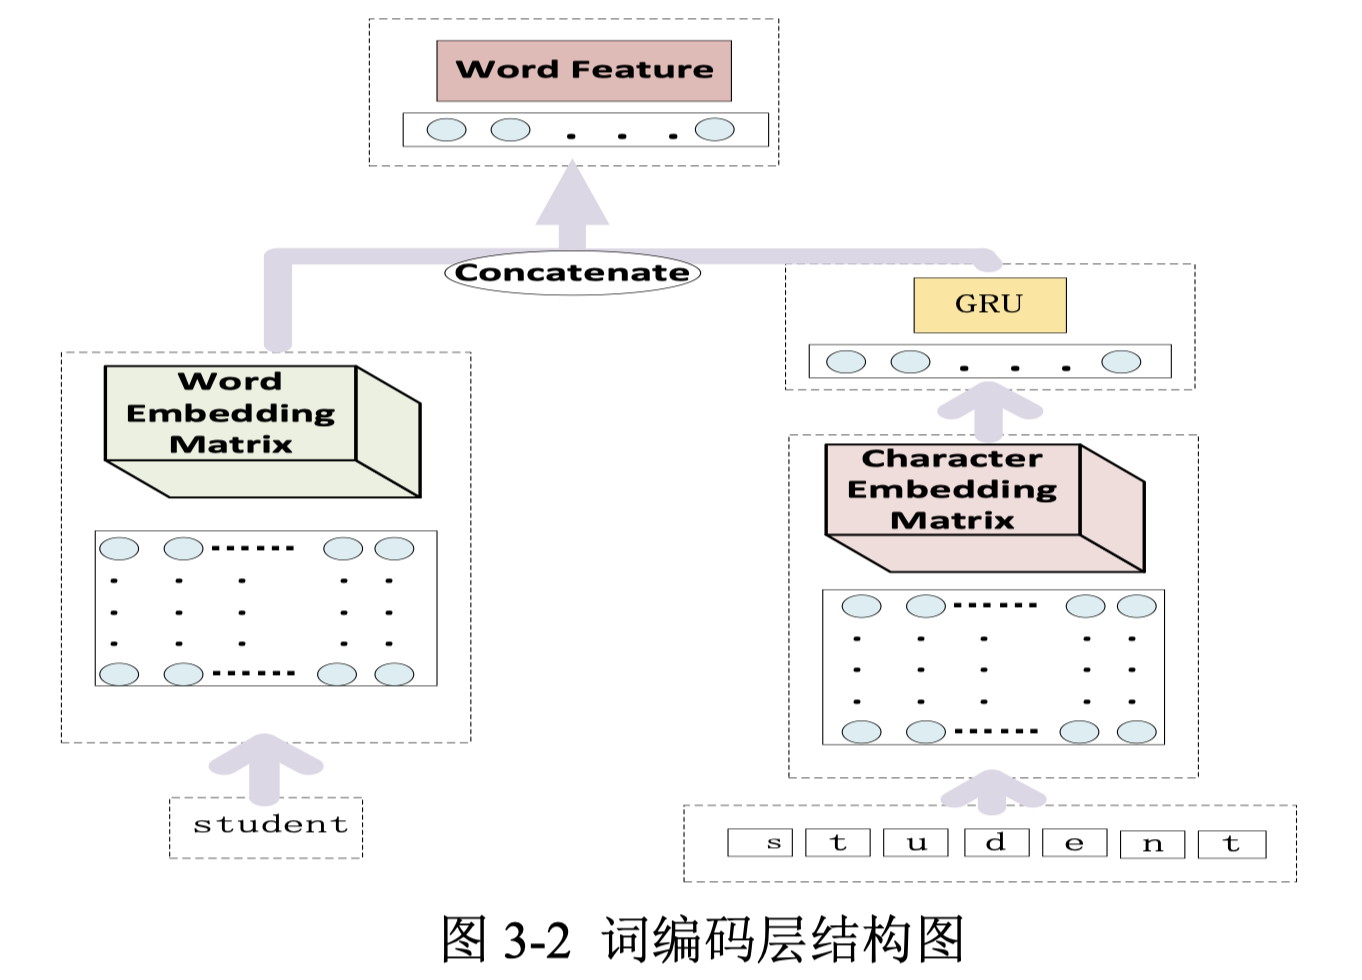 Word Feature
Concatenate
GRU
Word
Embedding
Matrix
Character
Embedding
Matrix
student
s t u d e n t
图 3-2 词编码层结构图